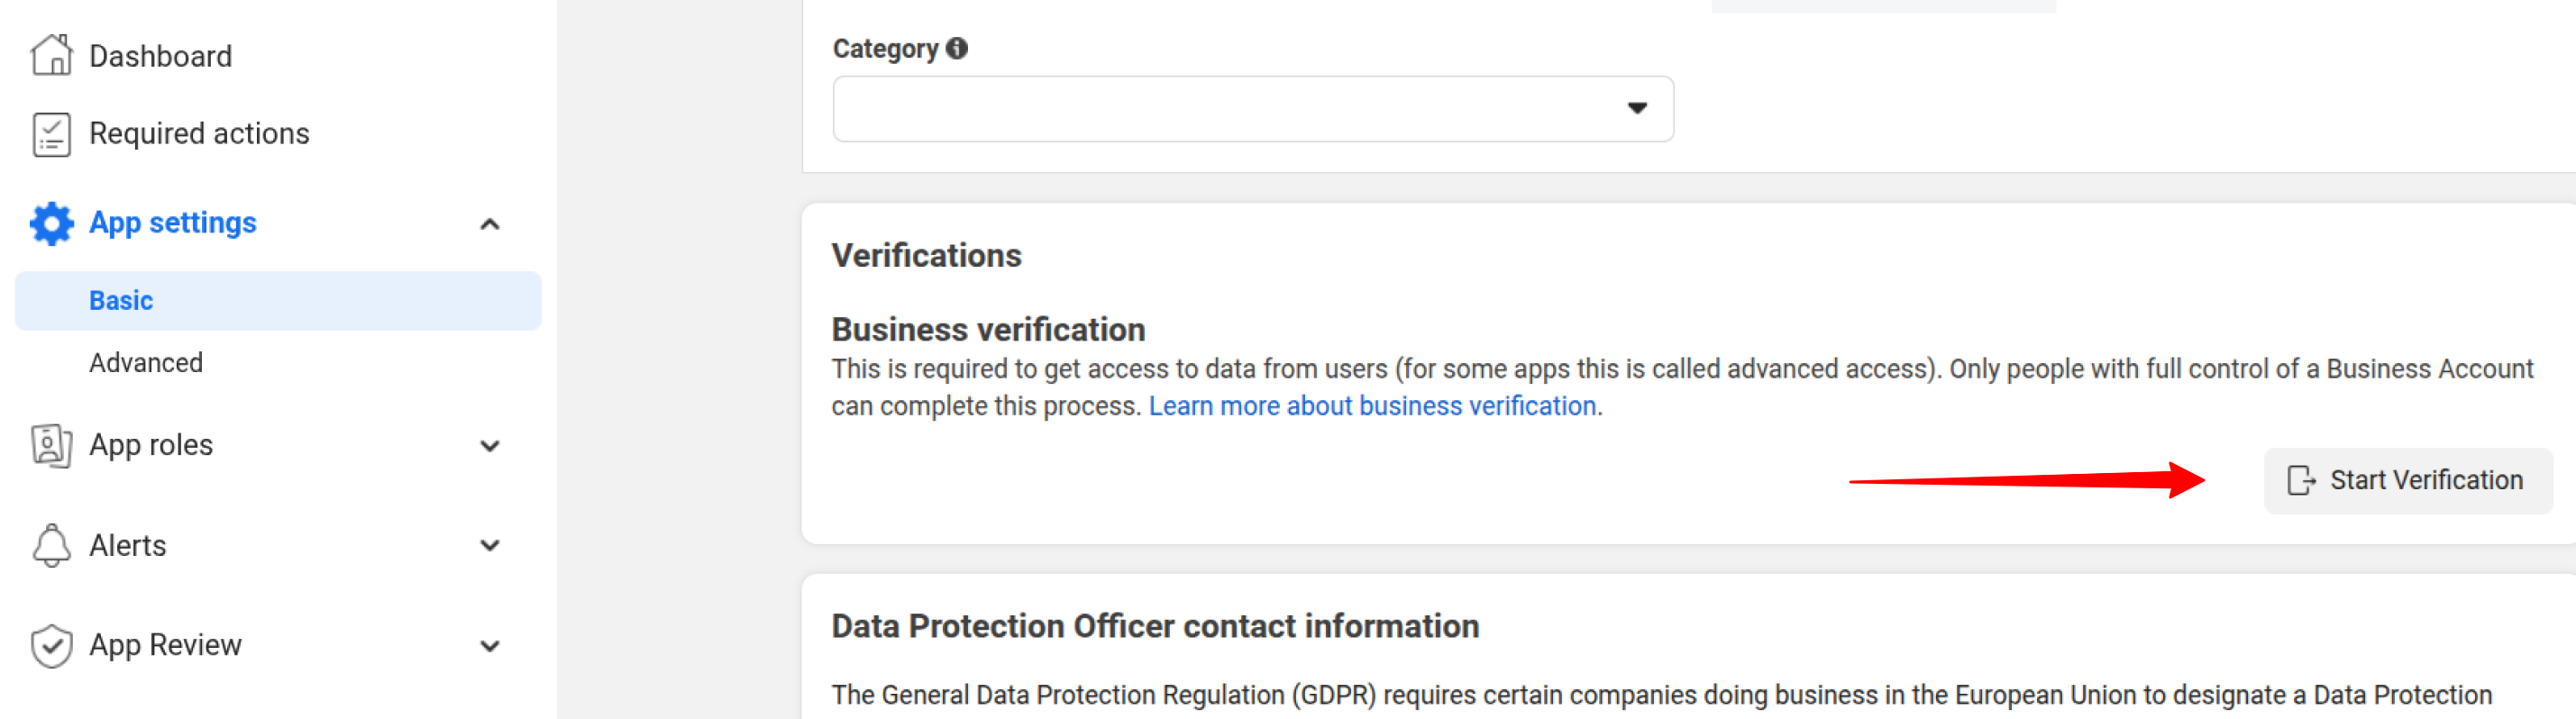 Dashboard
Required actions
App settings
Basic
Advanced
App roles
Alerts
App Review
Category
Verifications
Business verification
This is required to get access to data from users (for some apps this is called advanced access). Only people with full control of a Business Account
can complete this process. Learn more about business verification.
Start Verification
Data Protection Officer contact information
The General Data Protection Regulation (GDPR) requires certain companies doing business in the European Union to designate a Data Protection